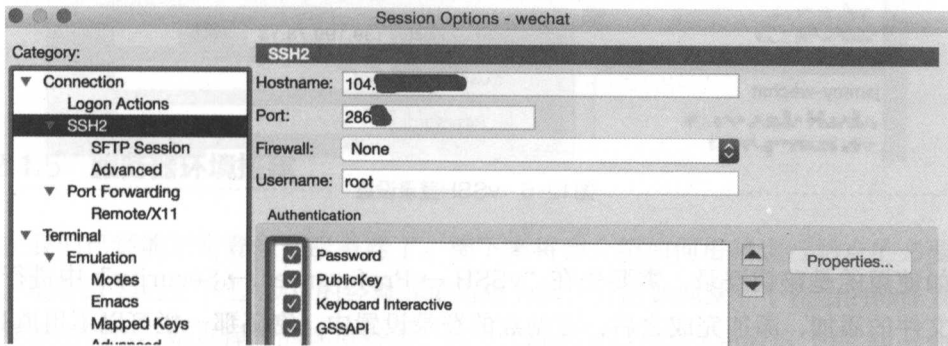 Session Options - wechat
Category:
Connection
Logon Actions
SSH2
SFTP Session
Advanced
Port Forwarding
Remote/X11
Terminal
Emulation
Modes
Emacs
Mapped Keys
Advanced
SSH2
Hostname: 104.
Port: 286
Firewall: None
Username: root
Authentication
Password
PublicKey
Keyboard Interactive
GSSAPI
Properties...